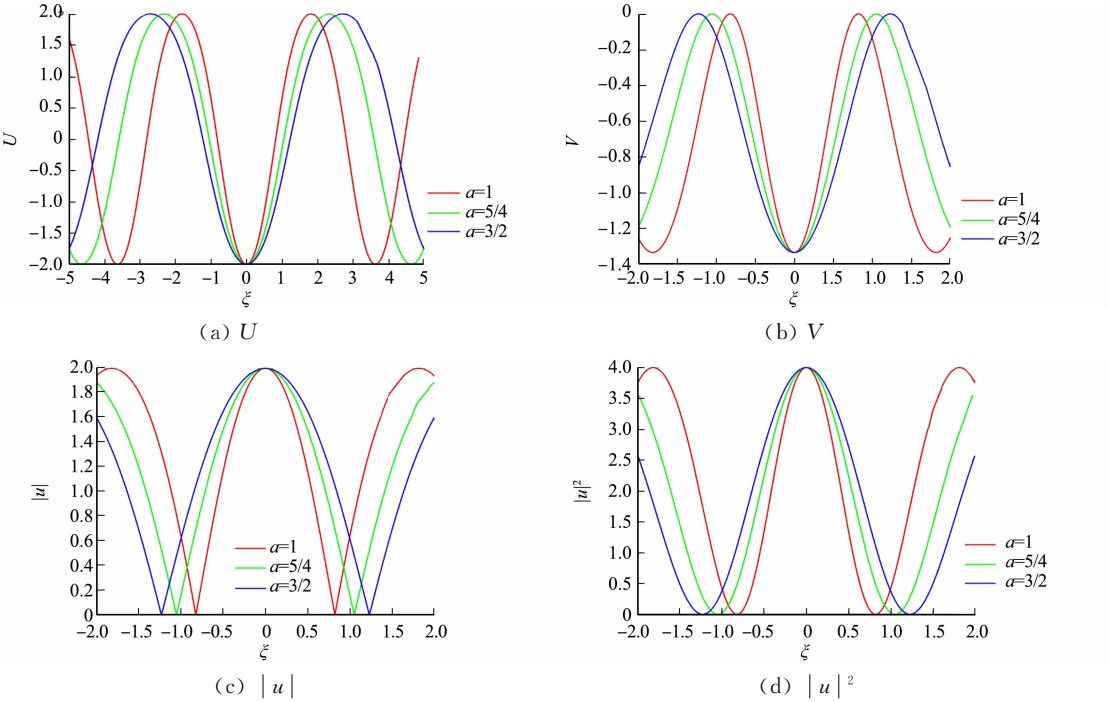 2.0
1.5
1.0
0.5
0
−0.5
−1.0
−1.5
−2.0
U
−5 −4 −3 −2 −1 0 1 2 3 4 5
ξ
a=1
a=5/4
a=3/2
(a) U
0
−0.2
−0.4
−0.6
−0.8
−1.0
−1.2
−1.4
V
−2.0 −1.5 −1.0 −0.5 0 0.5 1.0 1.5 2.0
ξ
a=1
a=5/4
a=3/2
(b) V
2.0
1.8
1.6
1.4
1.2
1.0
0.8
0.6
0.4
0.2
0
|u|
−2.0 −1.5 −1.0 −0.5 0 0.5 1.0 1.5 2.0
ξ
a=1
a=5/4
a=3/2
(c) |u|
4.0
3.5
3.0
2.5
2.0
1.5
1.0
0.5
0
|u|²
−2.0 −1.5 −1.0 −0.5 0 0.5 1.0 1.5 2.0
ξ
a=1
a=5/4
a=3/2
(d) |u|²